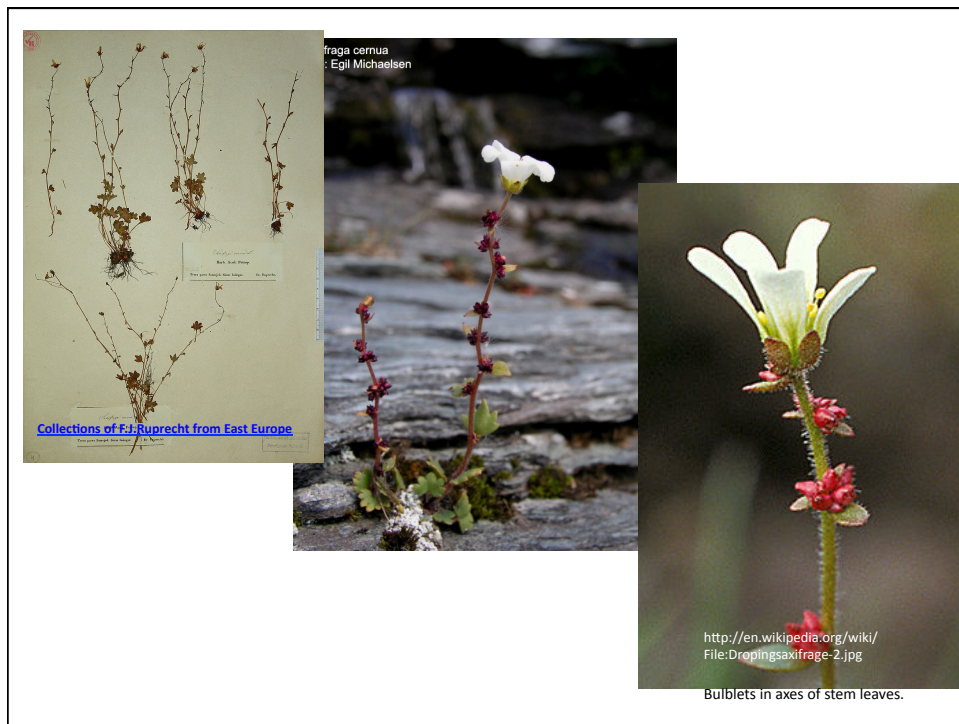 fraga cernua
: Egil Michaelsen
Collections of F.J.Ruprecht from East Europe
http://en.wikipedia.org/wiki/
File:Dropingsaxifrage-2.jpg
Bulblets in axes of stem leaves.